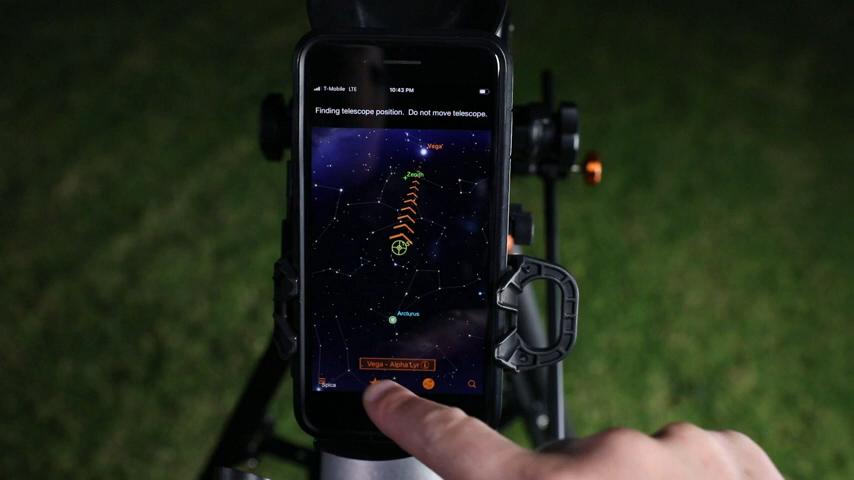 T-Mobile LTE
10:43 PM
Finding telescope position. Do not move telescope.
Vega
Zenith
Arcturus
Vega - Alpha Lyr
Spica